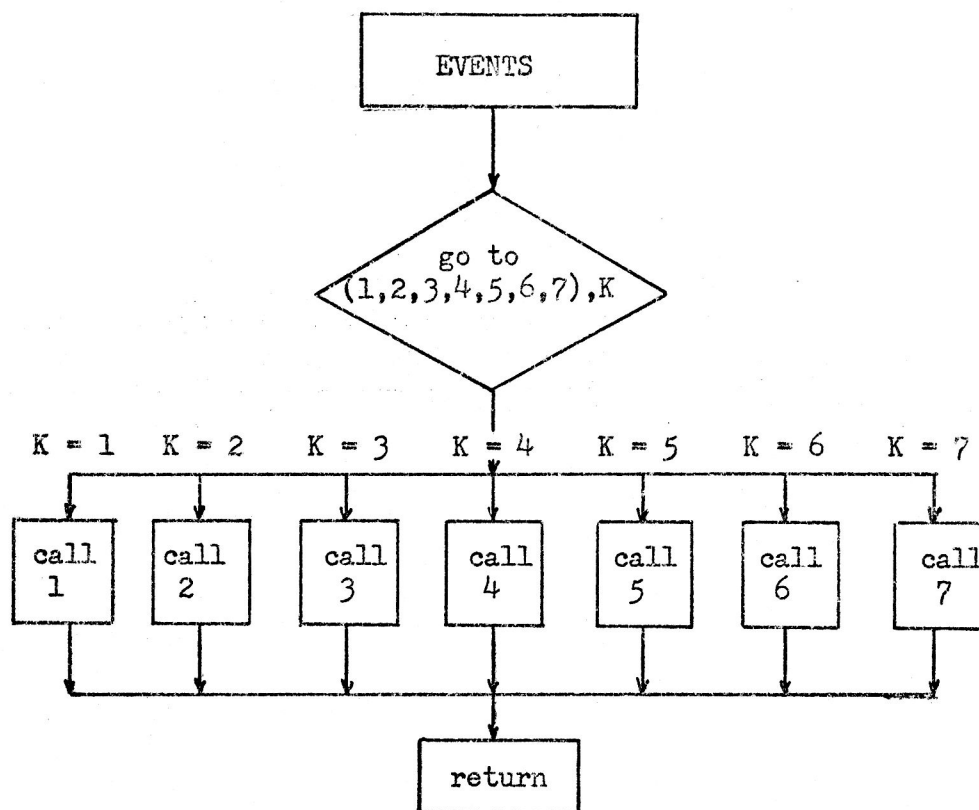 EVENTS
go to
(1,2,3,4,5,6,7),K
K = 1 K = 2 K = 3 K = 4 K = 5 K = 6 K = 7
call call call call call call call
1 2 3 4 5 6 7
return